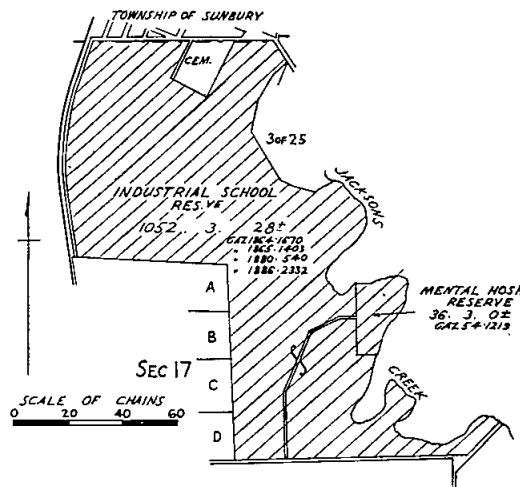 TOWNSHIP OF SUNBURY
CEM.
3 OF 25
JACKSONS
INDUSTRIAL SCHOOL
RES.VE
1052. 3. 28±
GAZ.1864.1670
" 1865.1403
" 1880. 540
" 1886.2332
A
MENTAL HOSP
RESERVE
36. 3. 0±
GAZ.54.1219
B
SEC 17
C
CREEK
SCALE OF CHAINS
0 20 40 60
D